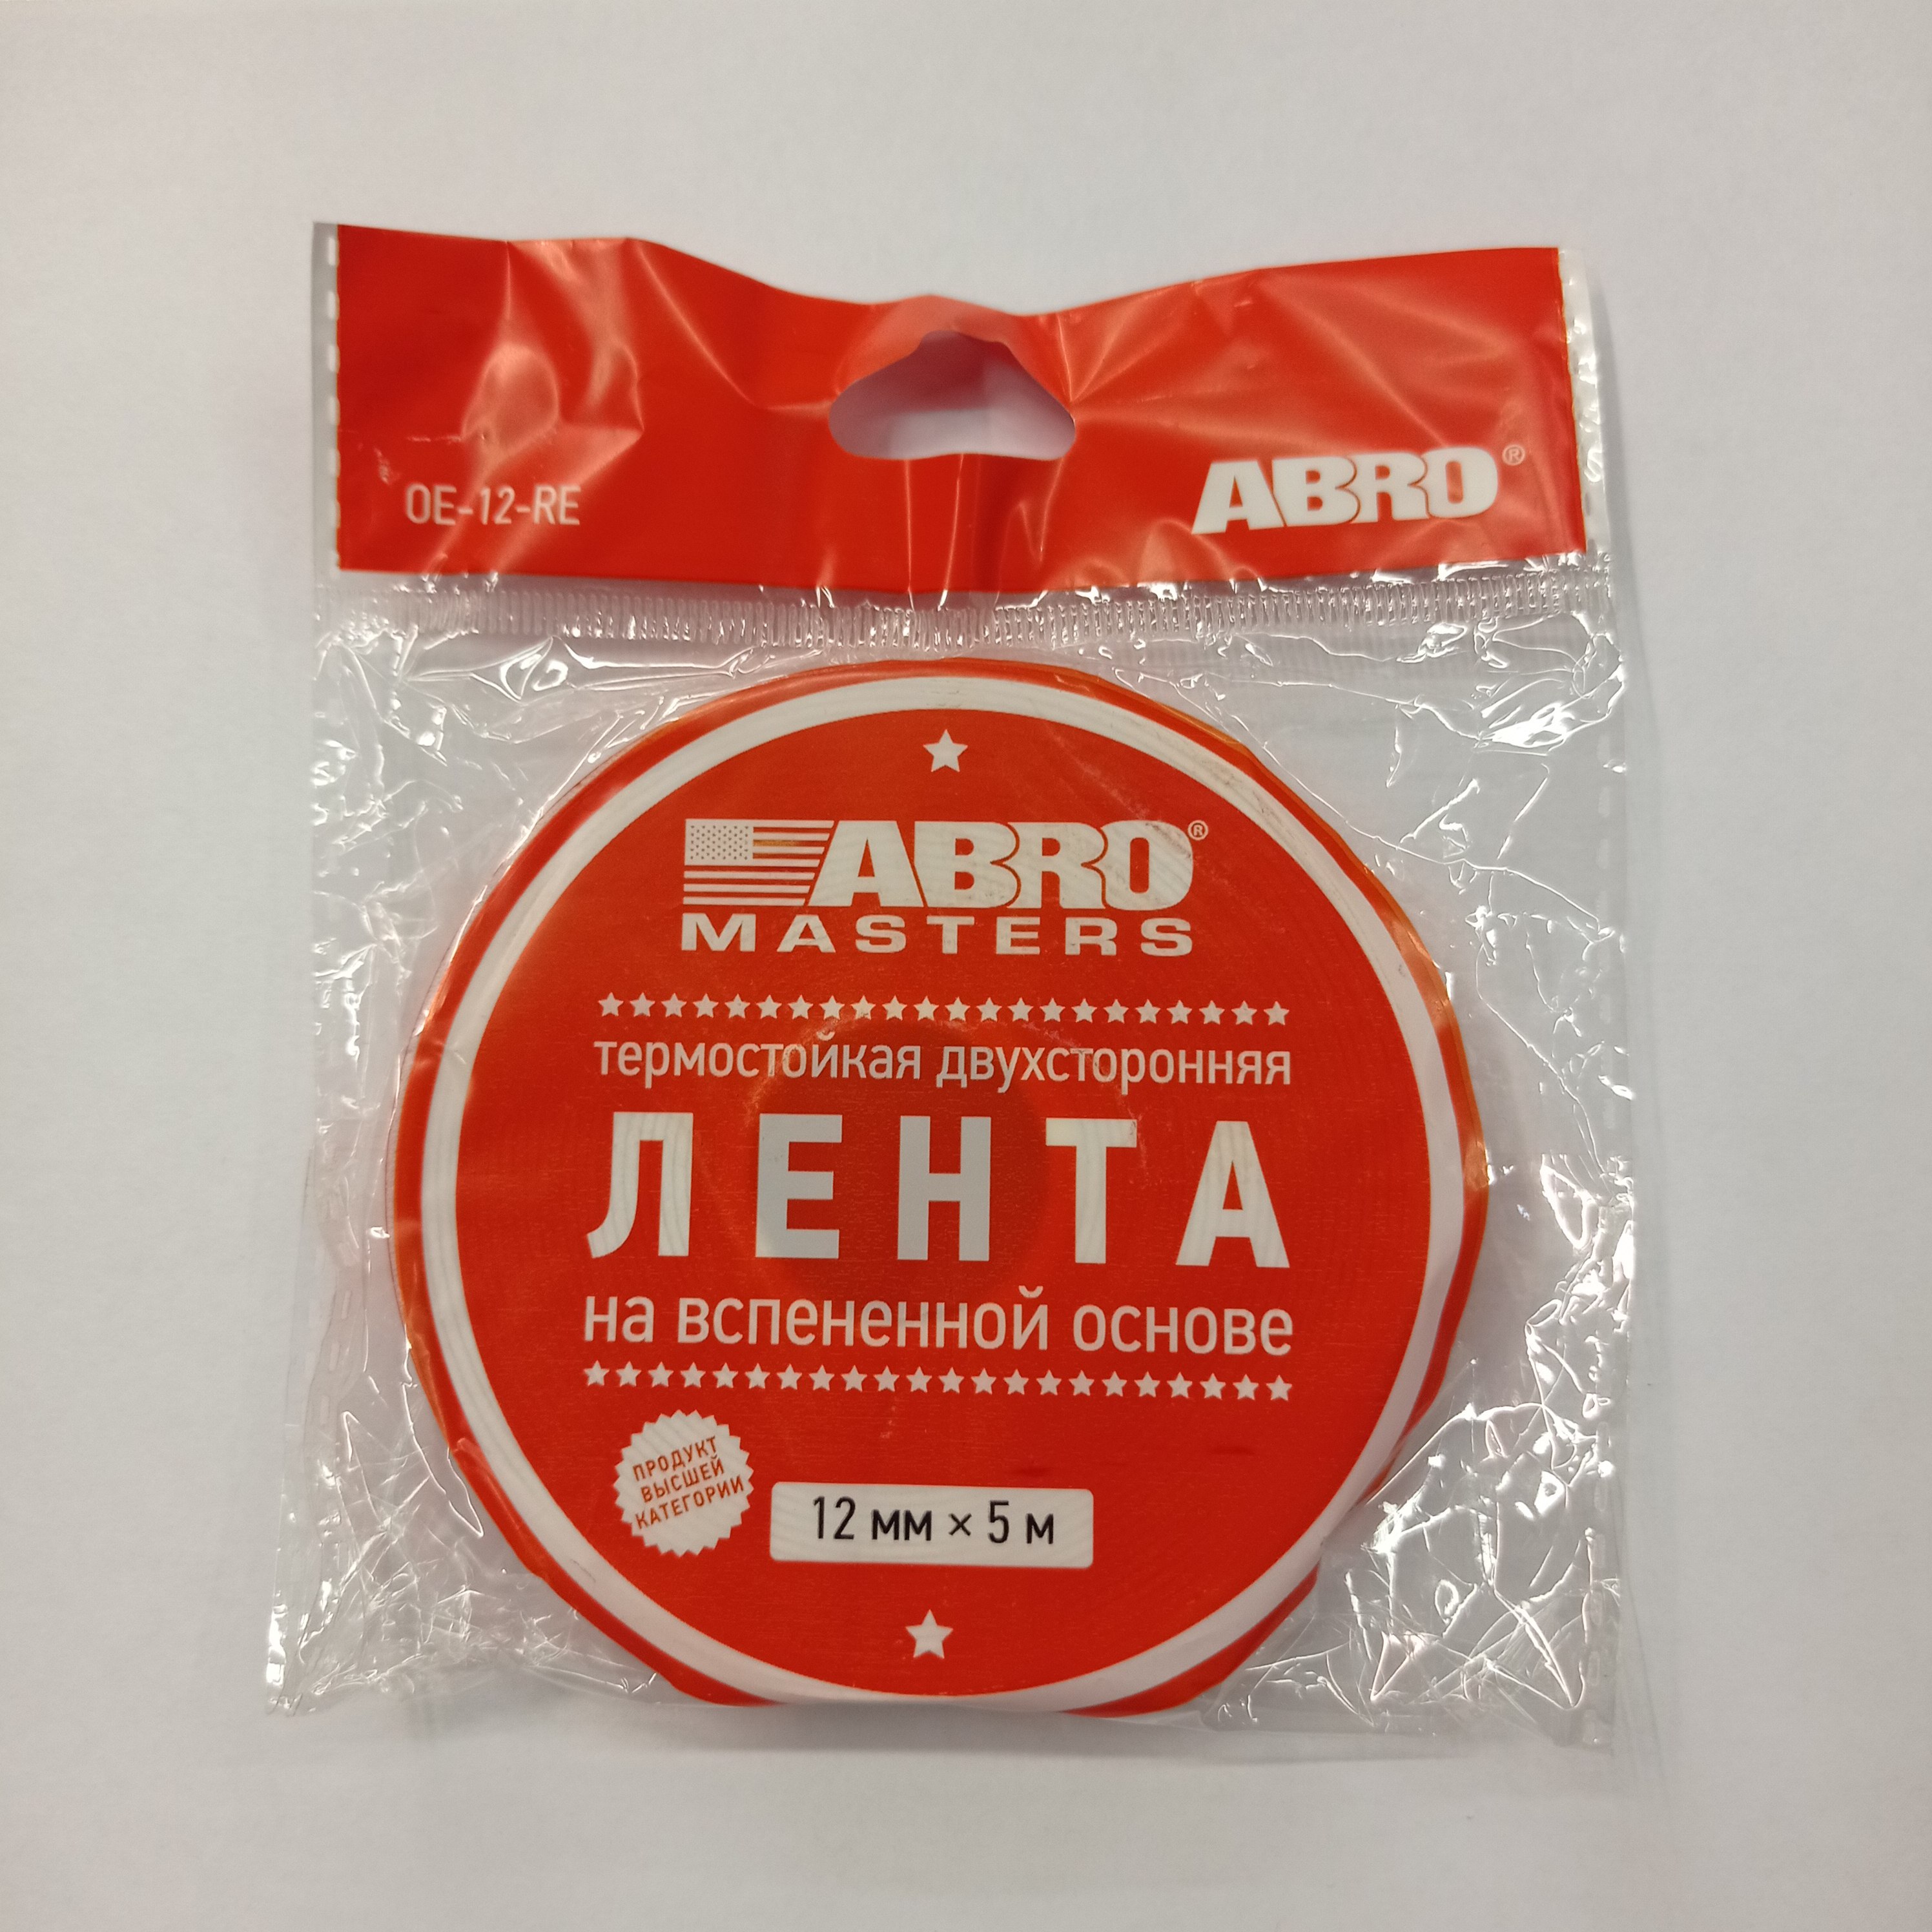 OE-12-RE
ABRO®
ABRO®
MASTERS
термостойкая двухсторонняя
ЛЕНТА
на вспененной основе
ПРОДУКТ
ВЫСШЕЙ
КАТЕГОРИИ
12 мм × 5 м